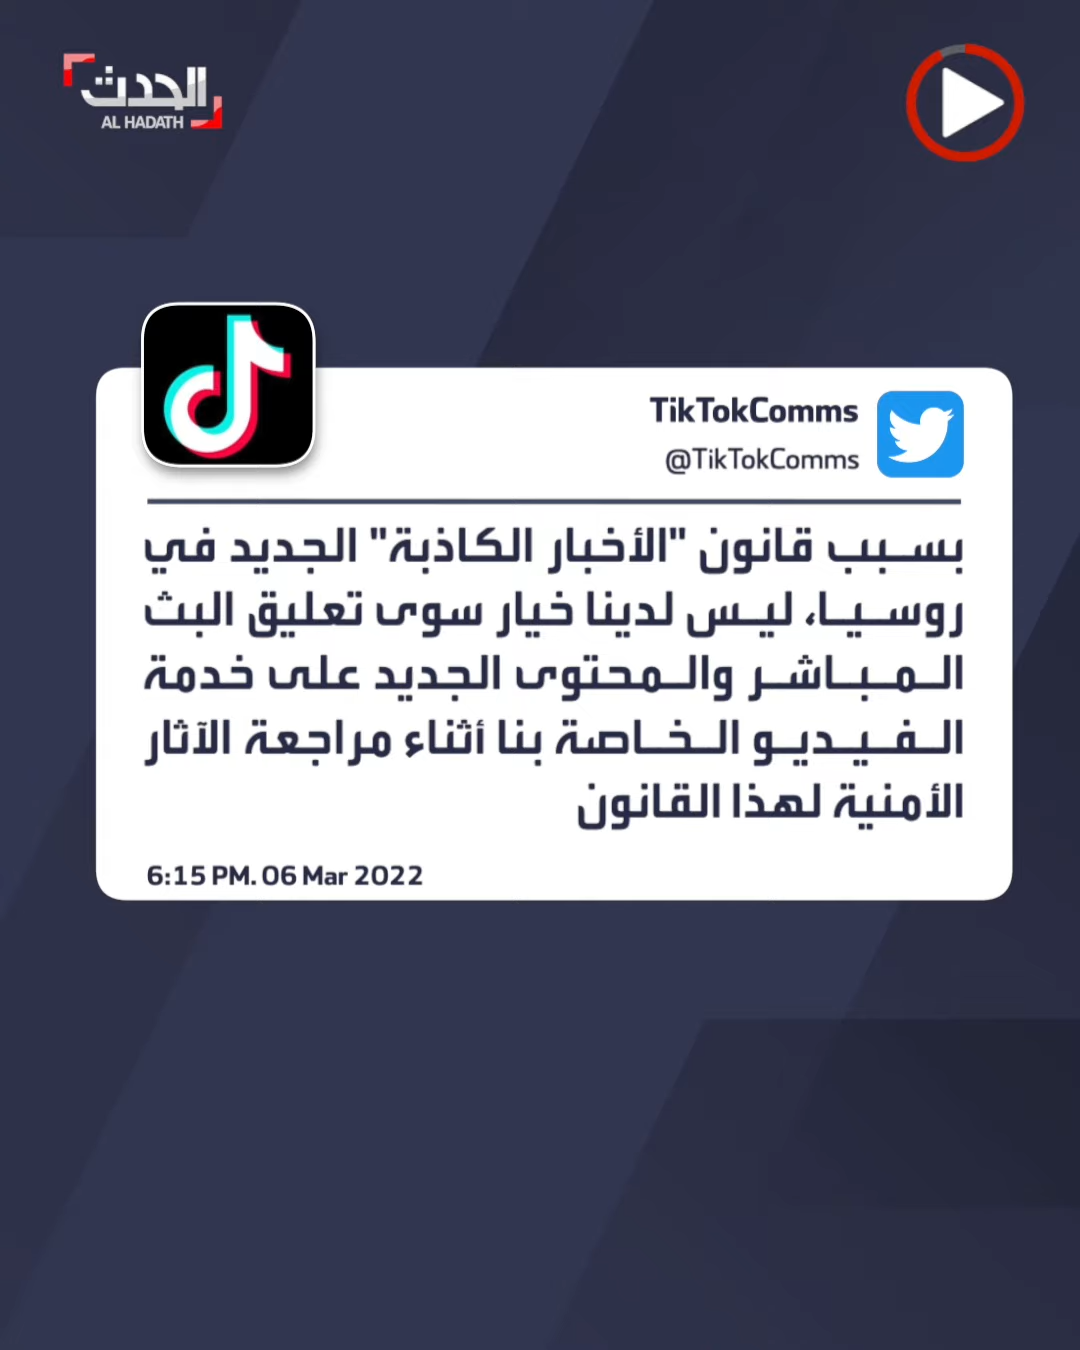 الحدث
AL HADATH
TikTokComms
@TikTokComms
بسبب قانون "الأخبار الكاذبة" الجديد في
روسيا، ليس لدينا خيار سوى تعليق البث
المباشر والمحتوى الجديد على خدمة
الفيديو الخاصة بنا أثناء مراجعة الآثار
الأمنية لهذا القانون
6:15 PM. 06 Mar 2022